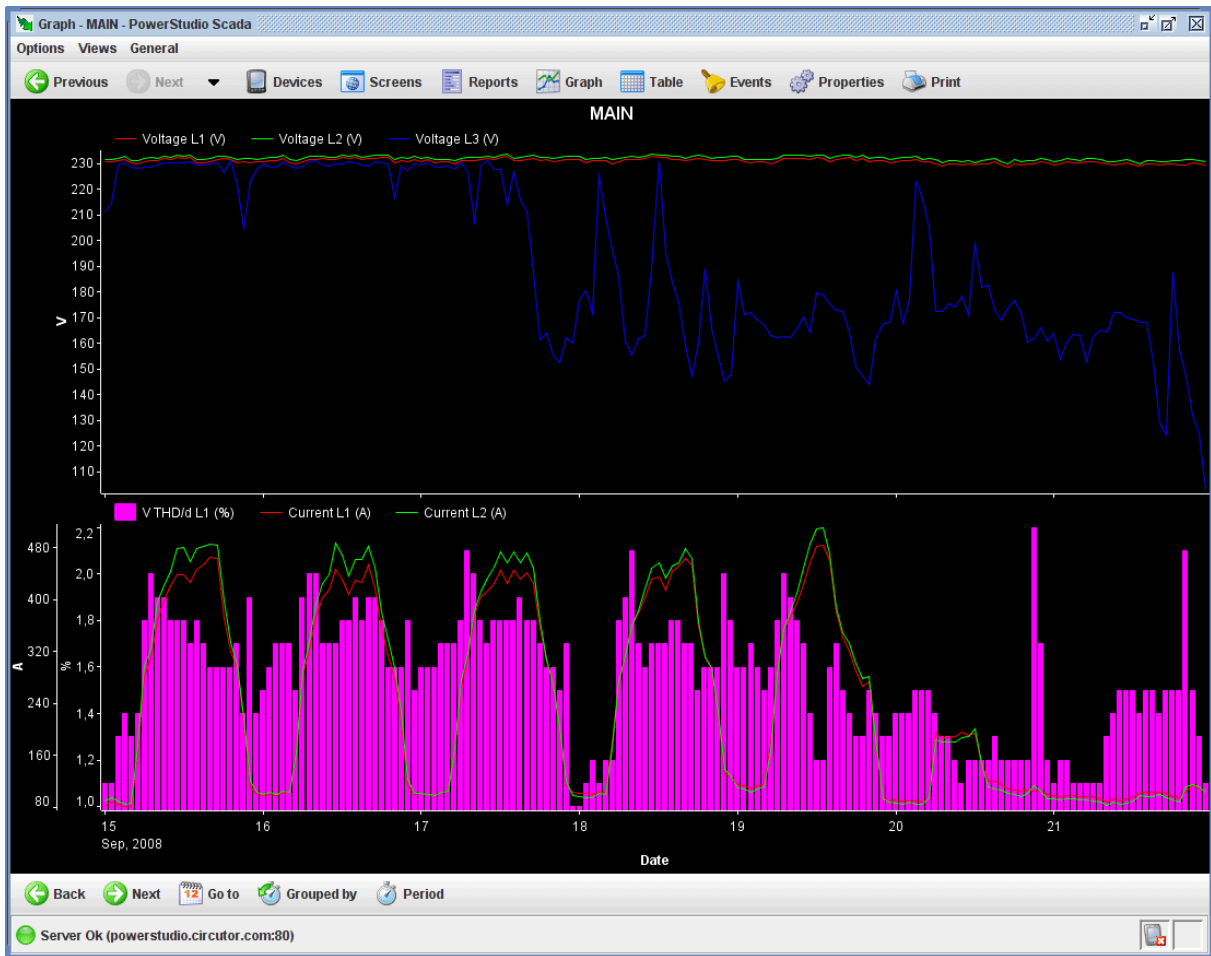 Graph - MAIN - PowerStudio Scada
Options Views General
Previous Next Devices Screens Reports Graph Table Events Properties Print
MAIN
Voltage L1 (V) Voltage L2 (V) Voltage L3 (V)
230
220
210
200
190
180
170
160
150
140
130
120
110
V
V THD/d L1 (%) Current L1 (A) Current L2 (A)
480
400
320
240
160
80
A
2,2
2,0
1,8
1,6
1,4
1,2
1,0
%
15 16 17 18 19 20 21
Sep, 2008
Date
Back Next 12 Go to Grouped by Period
Server Ok (powerstudio.circutor.com:80)